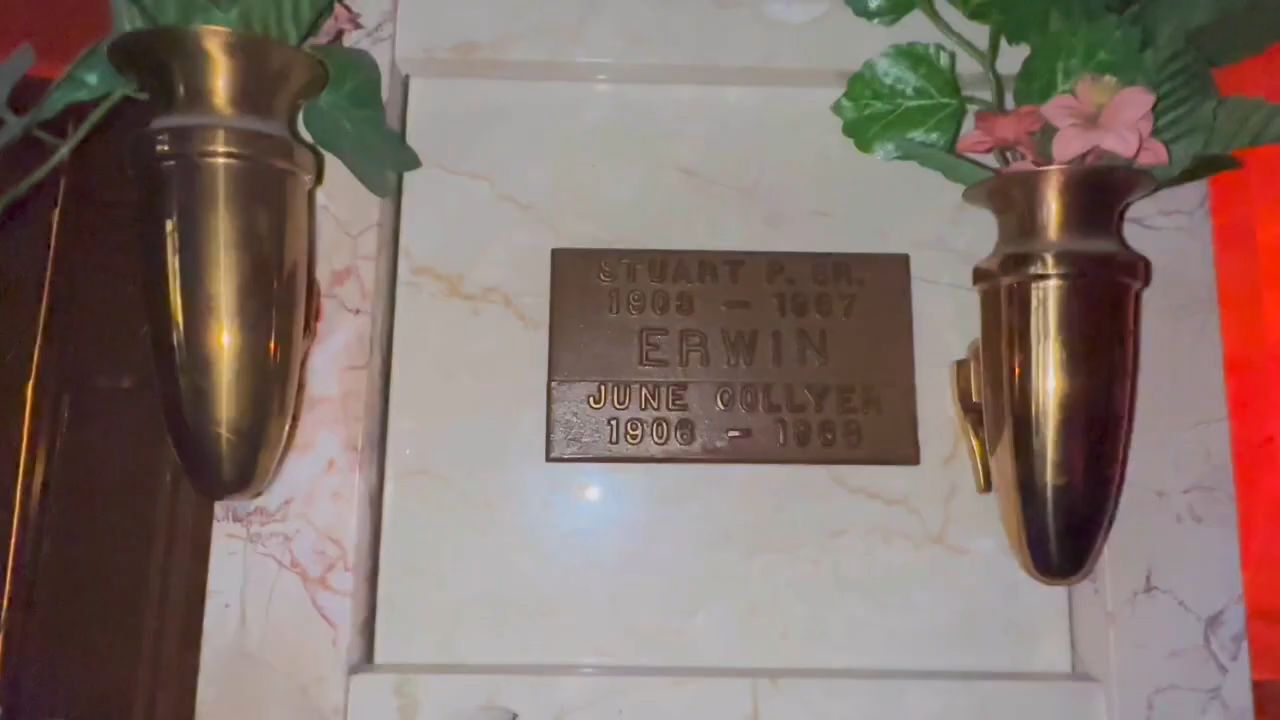 STUART P. SR.
1903 — 1967
ERWIN
JUNE COLLYER
1906 – 1968